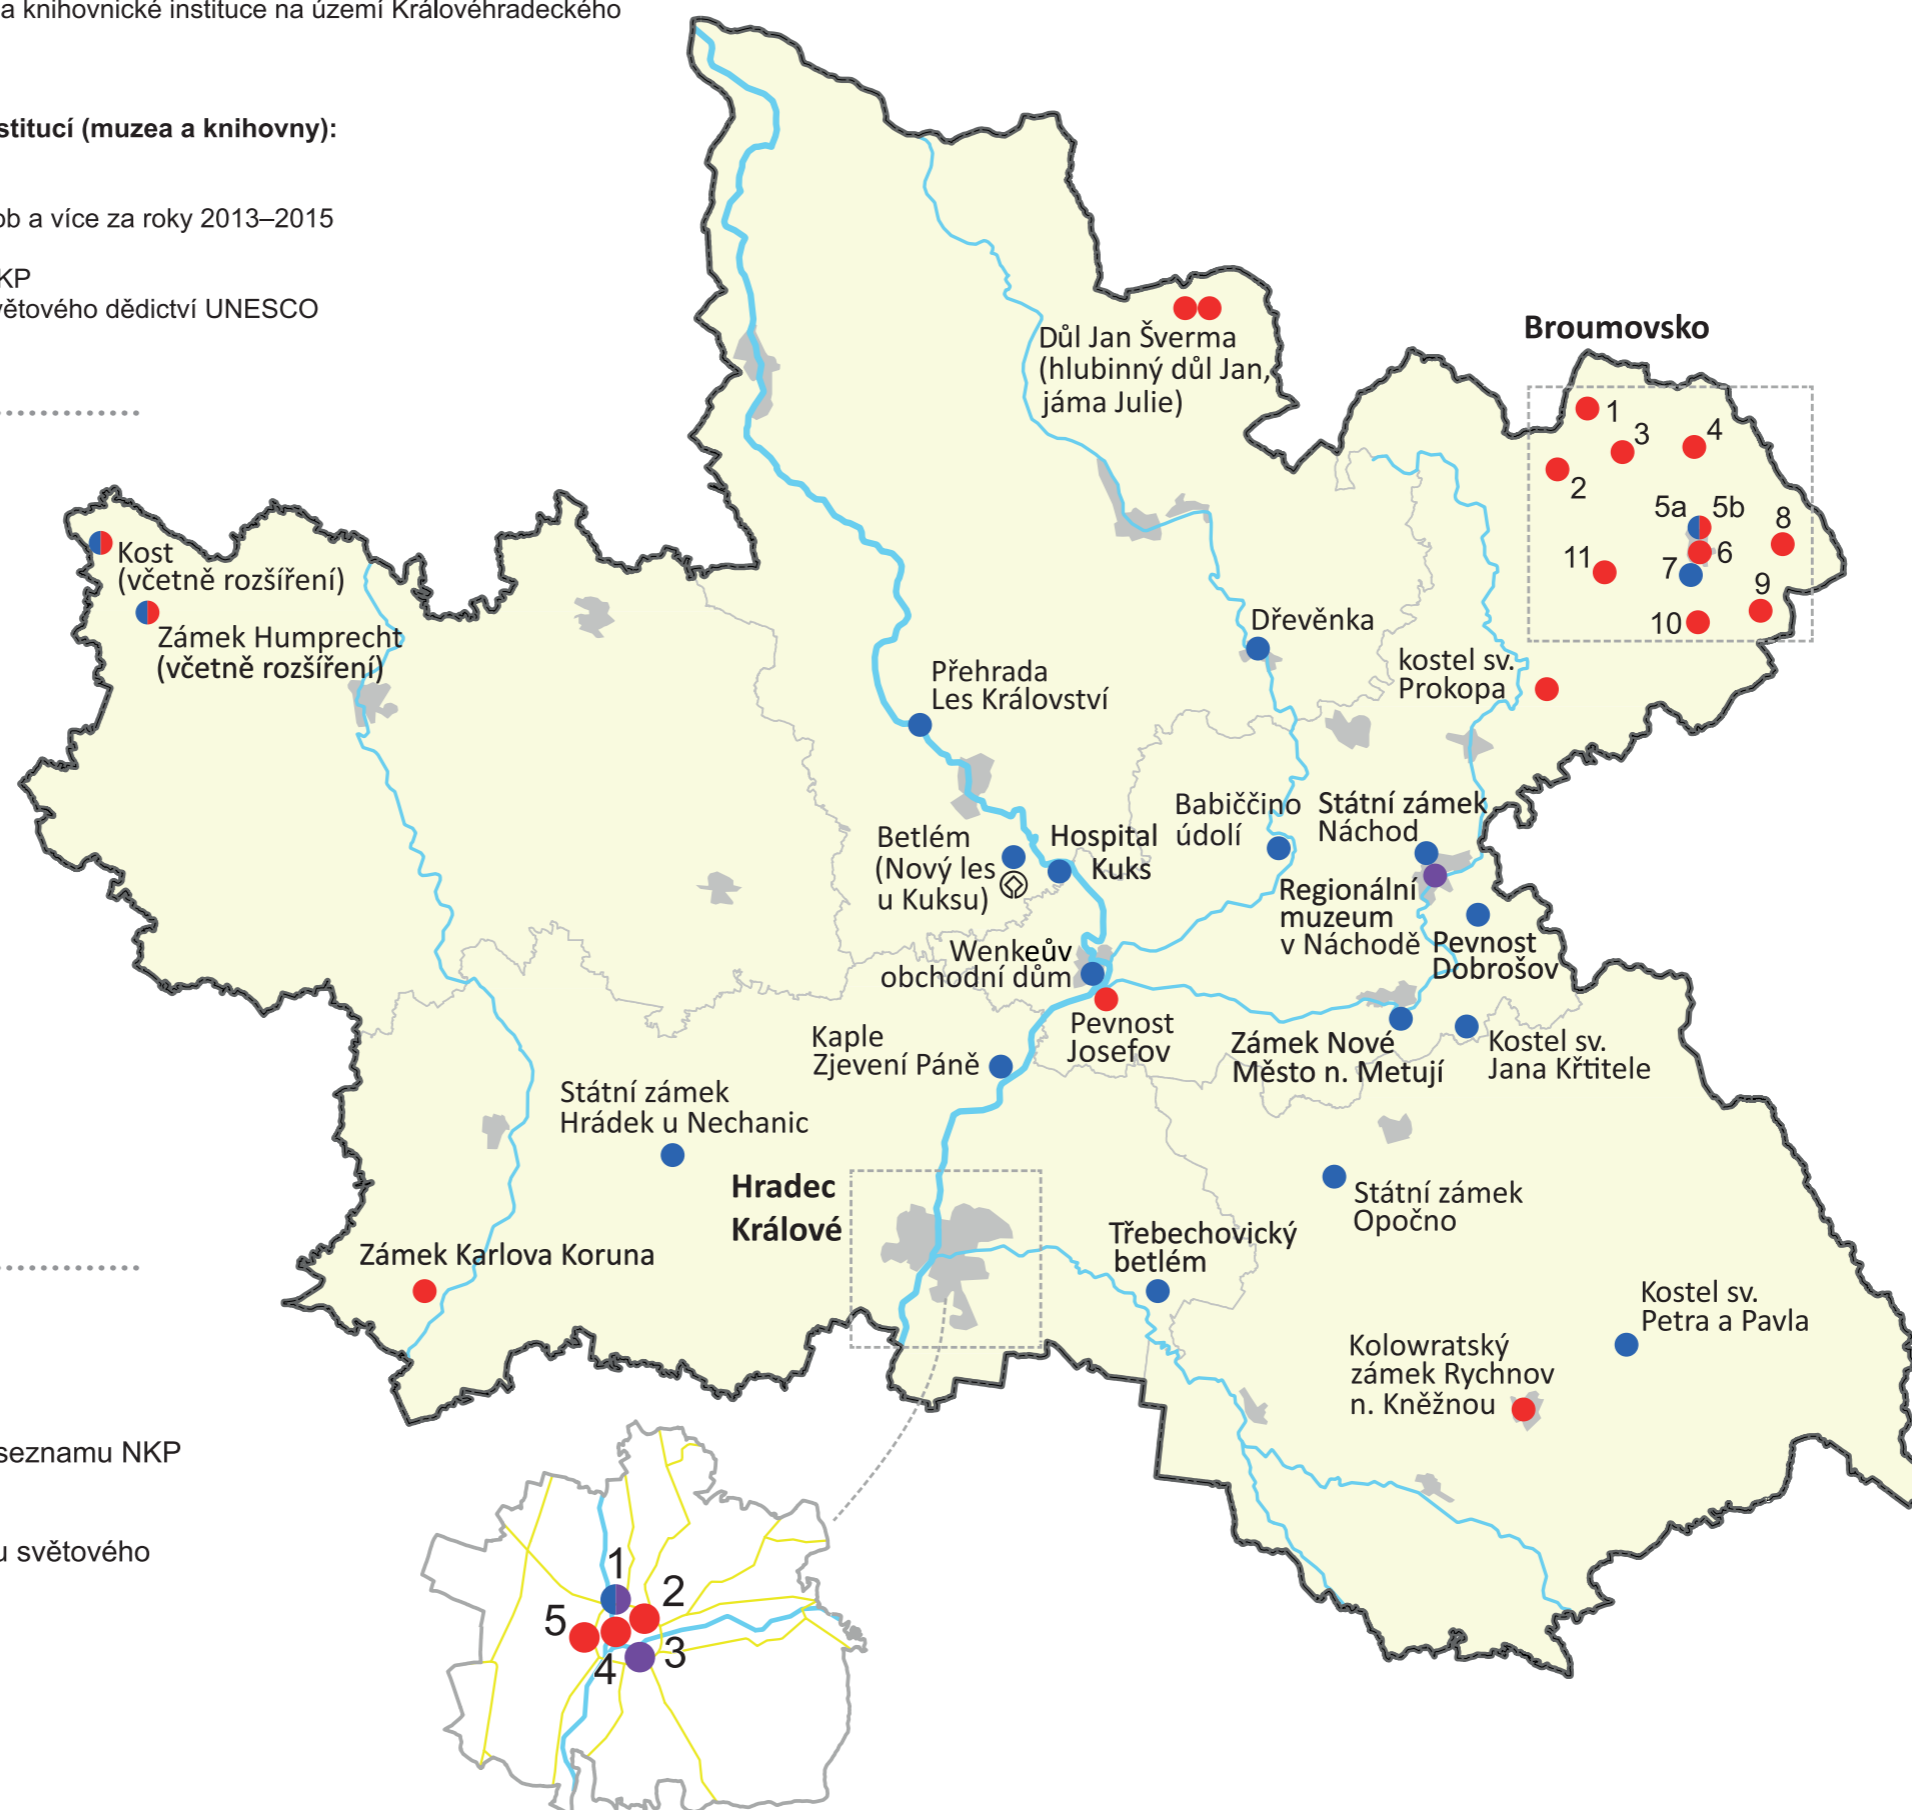 a knihovnické instituce na území Královéhradeckého
stitucí (muzea a knihovny):
ob a více za roky 2013–2015
KP
větového dědictví UNESCO
Důl Jan Šverma
(hlubinný důl Jan,
jáma Julie)
Broumovsko
1
3
4
2
5a
5b
8
6
11
7
9
10
Kost
(včetně rozšíření)
Zámek Humprecht
(včetně rozšíření)
Dřevěnka
kostel sv.
Prokopa
Přehrada
Les Království
Babiččino
údolí
Státní zámek
Náchod
Betlém
(Nový les
u Kuksu)
Hospital
Kuks
Regionální
muzeum
v Náchodě
Pevnost
Dobrošov
Wenkeův
obchodní dům
Pevnost
Josefov
Kaple
Zjevení Páně
Zámek Nové
Město n. Metují
Kostel sv.
Jana Křtitele
Státní zámek
Hrádek u Nechanic
Hradec
Králové
Státní zámek
Opočno
Třebechovický
betlém
Zámek Karlova Koruna
Kostel sv.
Petra a Pavla
Kolowratský
zámek Rychnov
n. Kněžnou
seznamu NKP
u světového
1
2
5
3
4